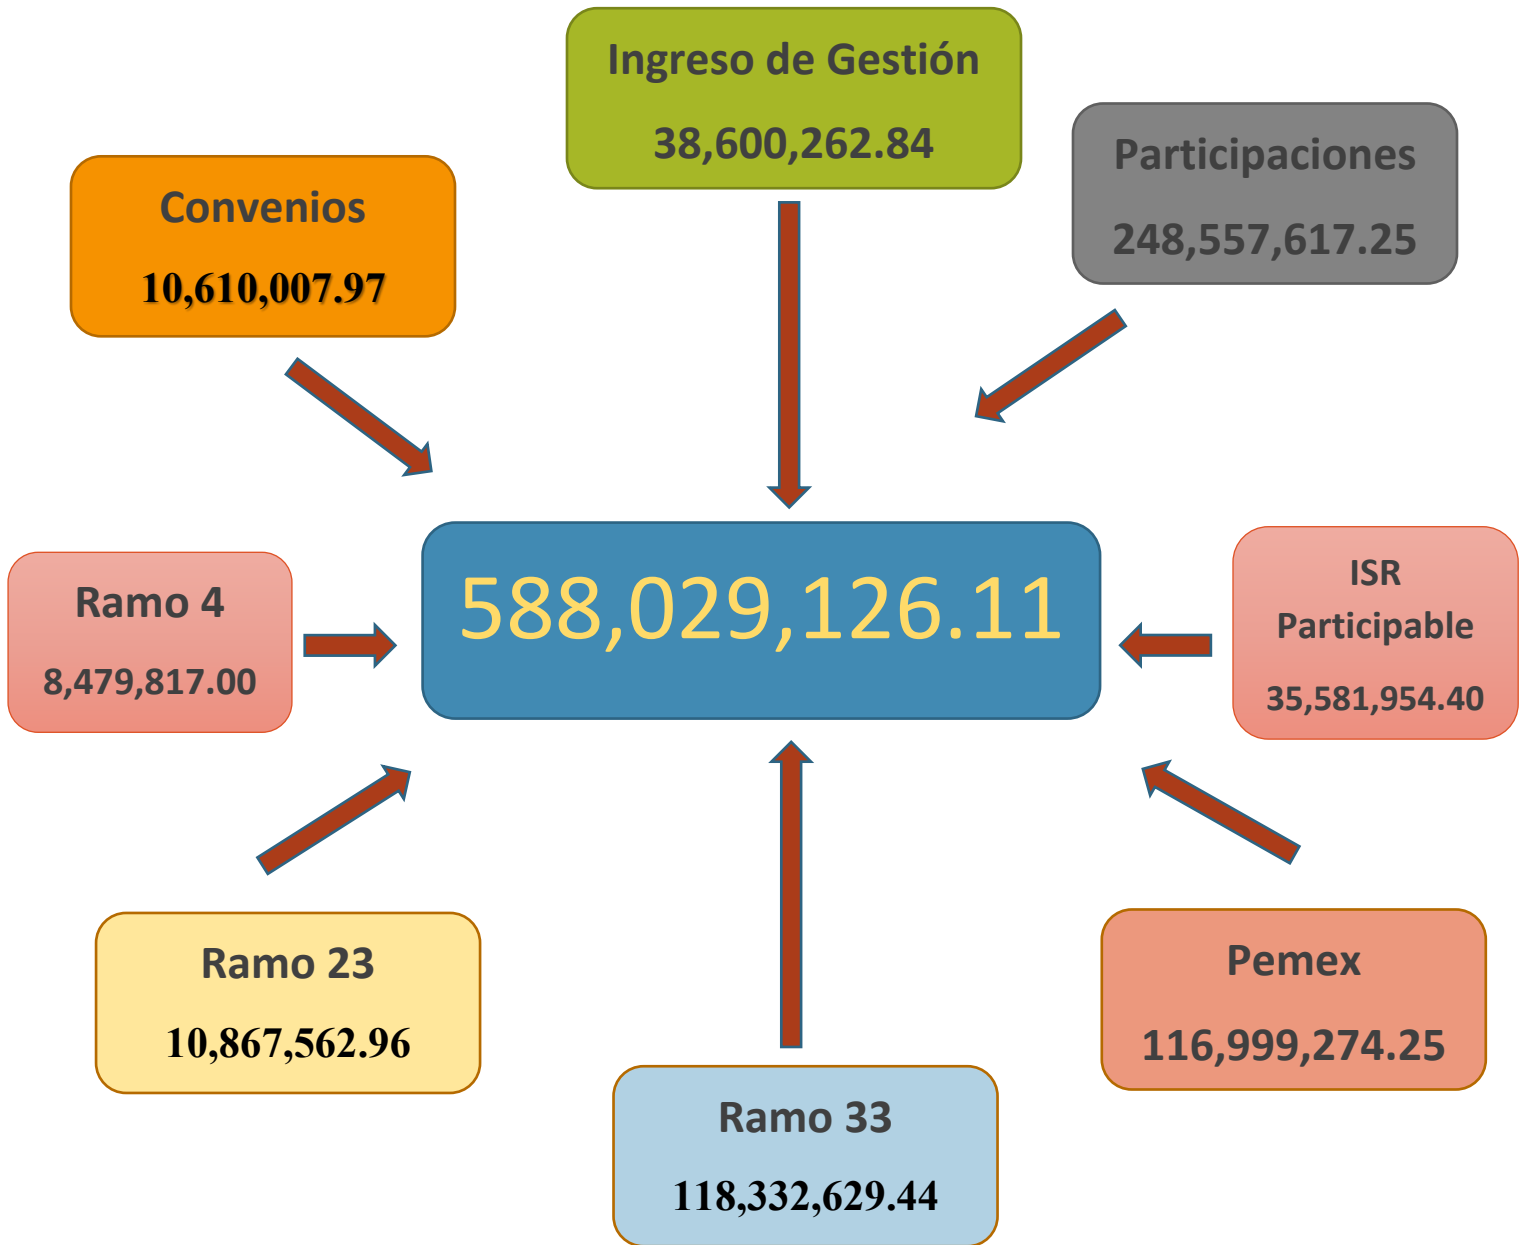 Ingreso de Gestión
38,600,262.84
Participaciones
248,557,617.25
Convenios
10,610,007.97
588,029,126.11
Ramo 4
8,479,817.00
ISR
Participable
35,581,954.40
Ramo 23
10,867,562.96
Pemex
116,999,274.25
Ramo 33
118,332,629.44